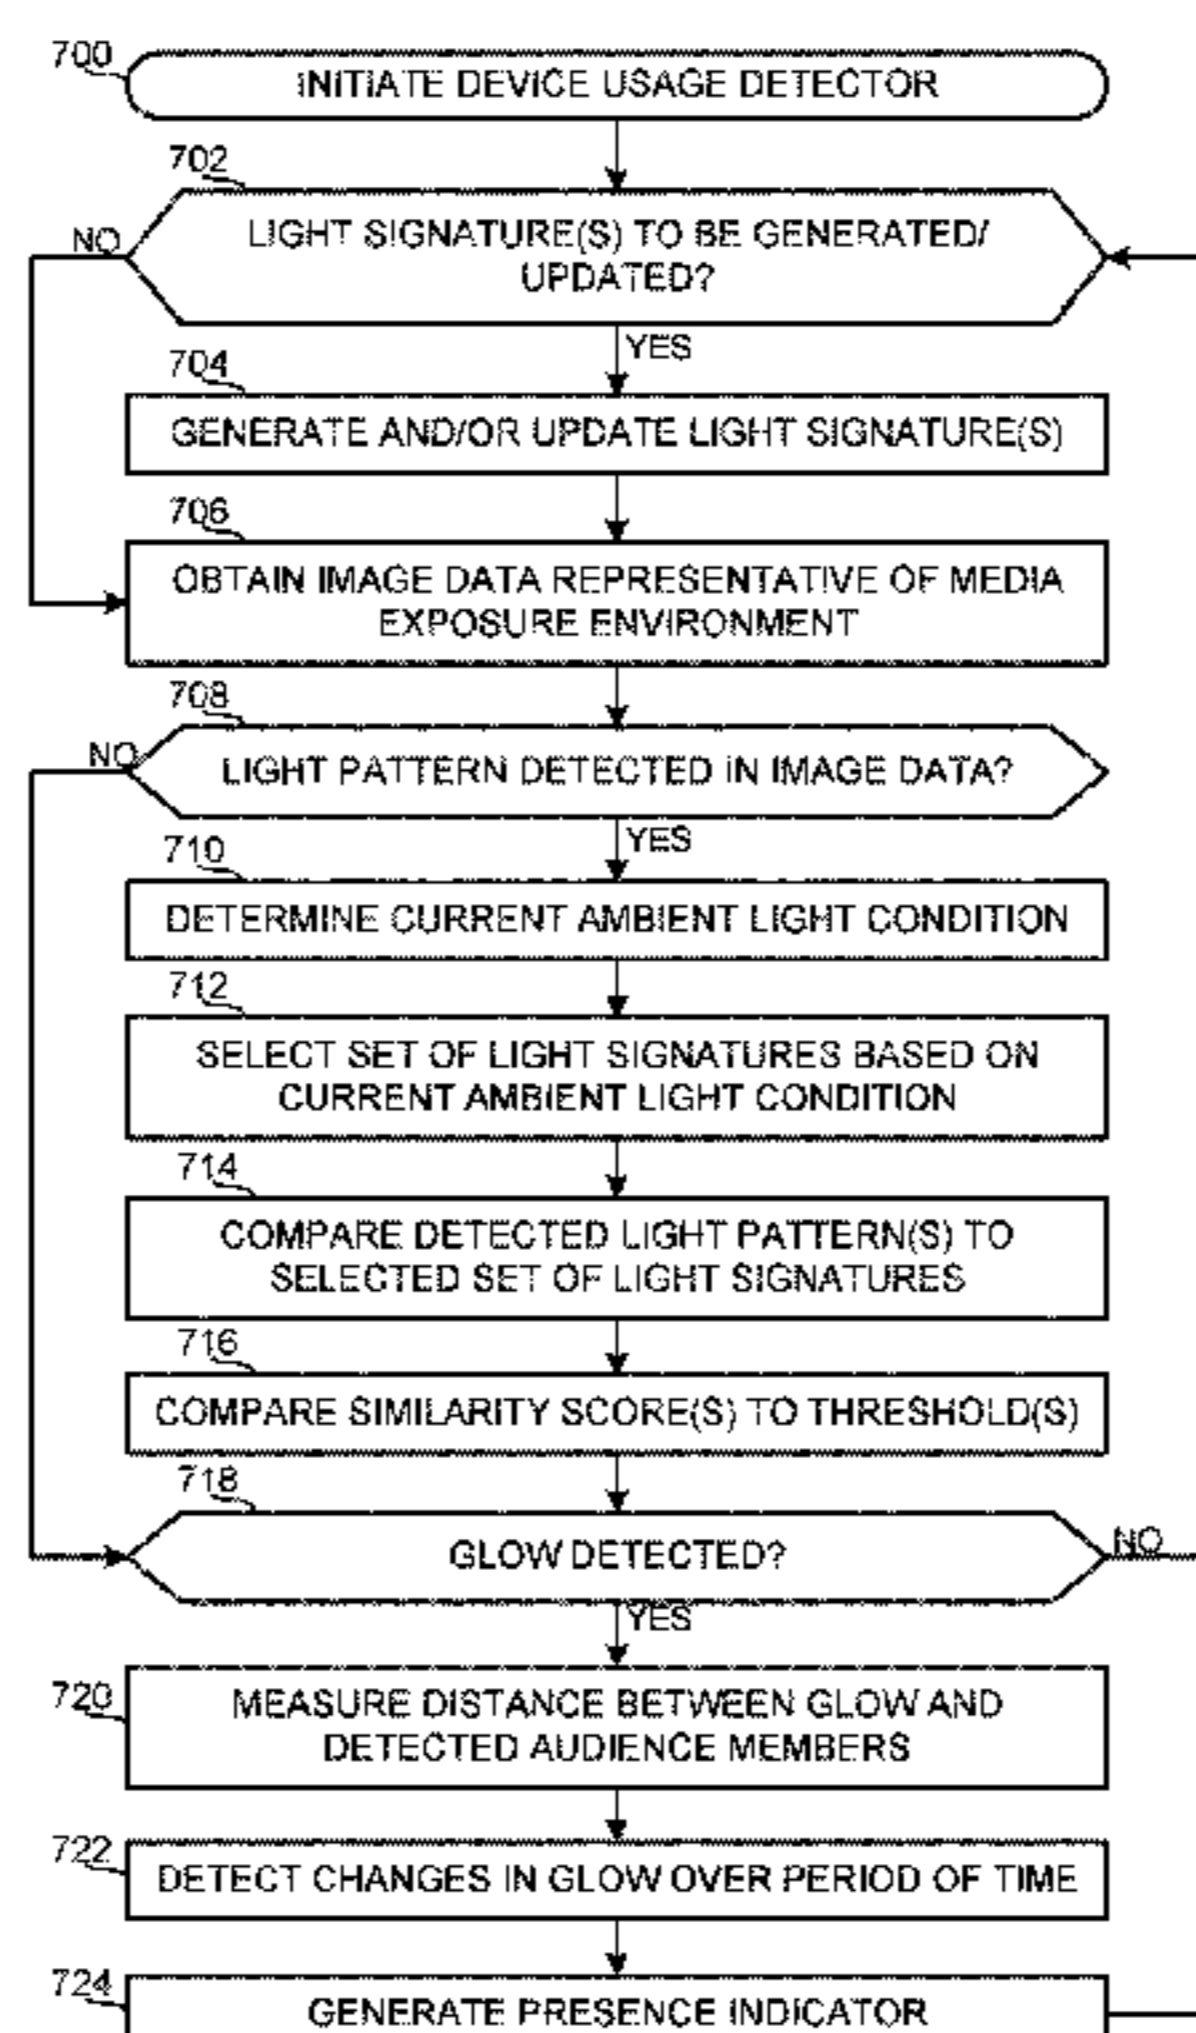 700
INITIATE DEVICE USAGE DETECTOR
702
NO
LIGHT SIGNATURE(S) TO BE GENERATED/
UPDATED?
YES
704
GENERATE AND/OR UPDATE LIGHT SIGNATURE(S)
706
OBTAIN IMAGE DATA REPRESENTATIVE OF MEDIA
EXPOSURE ENVIRONMENT
708
NO
LIGHT PATTERN DETECTED IN IMAGE DATA?
YES
710
DETERMINE CURRENT AMBIENT LIGHT CONDITION
712
SELECT SET OF LIGHT SIGNATURES BASED ON
CURRENT AMBIENT LIGHT CONDITION
714
COMPARE DETECTED LIGHT PATTERN(S) TO
SELECTED SET OF LIGHT SIGNATURES
716
COMPARE SIMILARITY SCORE(S) TO THRESHOLD(S)
718
GLOW DETECTED?
NO
YES
720
MEASURE DISTANCE BETWEEN GLOW AND
DETECTED AUDIENCE MEMBERS
722
DETECT CHANGES IN GLOW OVER PERIOD OF TIME
724
GENERATE PRESENCE INDICATOR